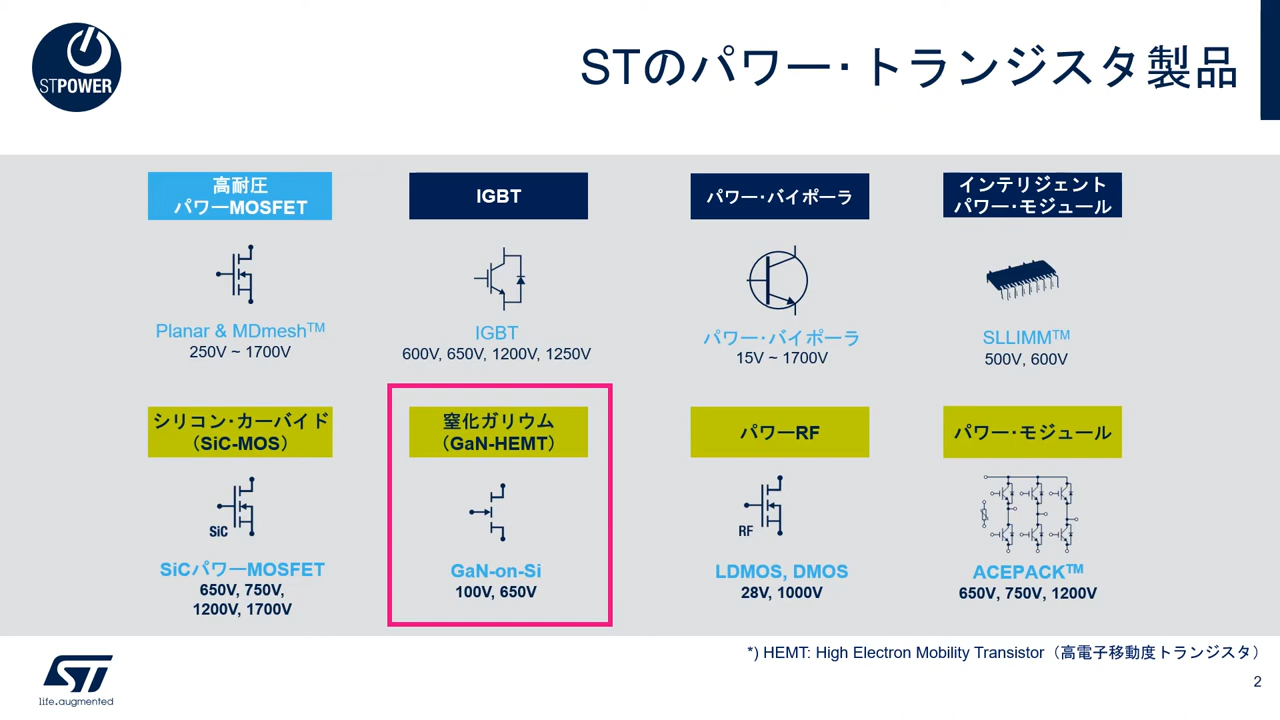 STPOWER
STのパワー・トランジスタ製品
高耐圧
パワーMOSFET
IGBT
パワー・バイポーラ
インテリジェント
パワー・モジュール
Planar & MDmesh™
250V ~ 1700V
IGBT
600V, 650V, 1200V, 1250V
パワー・バイポーラ
15V ~ 1700V
SLLIMM™
500V, 600V
シリコン・カーバイド
（SiC-MOS）
窒化ガリウム
（GaN-HEMT）
パワーRF
パワー・モジュール
SiC
RF
SiCパワーMOSFET
650V, 750V,
1200V, 1700V
GaN-on-Si
100V, 650V
LDMOS, DMOS
28V, 1000V
ACEPACK™
650V, 750V, 1200V
*) HEMT: High Electron Mobility Transistor（高電子移動度トランジスタ）
ST
life.augmented
2